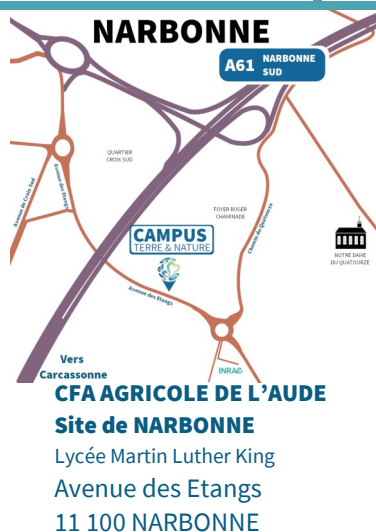 NARBONNE
A61 NARBONNE
SUD
QUARTIER
CROIX SUD
Avenue de Croix Sud
Avenue des Etangs
FOYER ROGER
CHAMINADE
Chemin du Quatourze
CAMPUS
TERRE & NATURE
NOTRE DAME
DU QUATOURZE
Avenue des Etangs
INRAE
Vers
Carcassonne
CFA AGRICOLE DE L'AUDE
Site de NARBONNE
Lycée Martin Luther King
Avenue des Etangs
11 100 NARBONNE